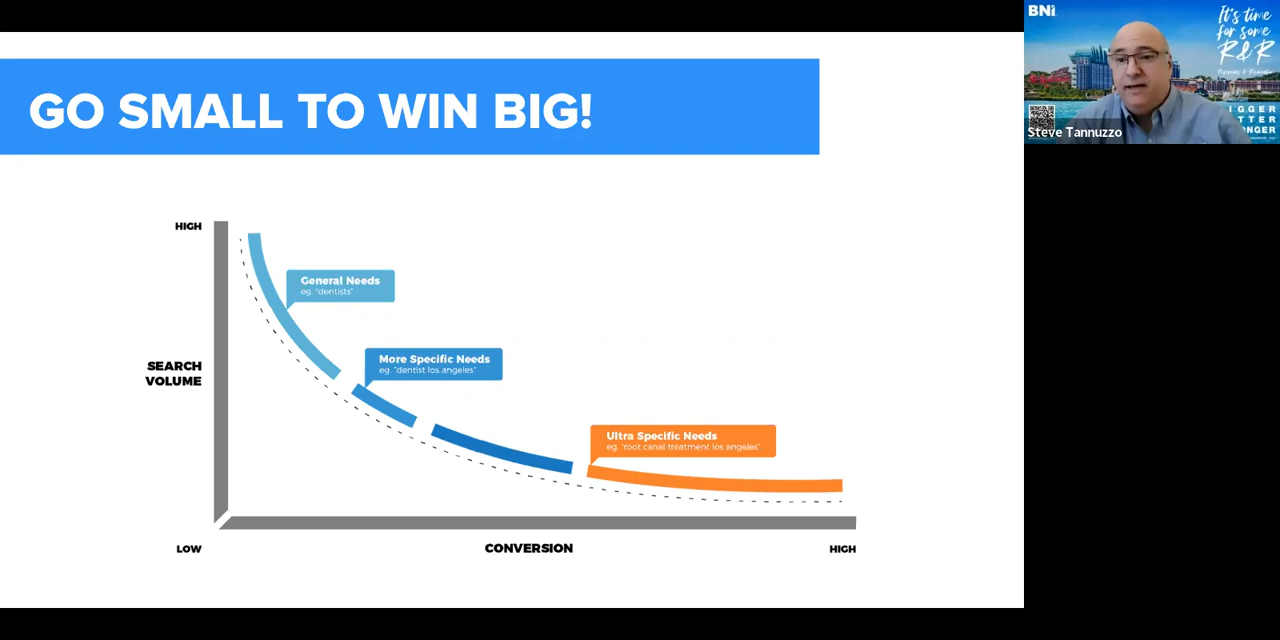 GO SMALL TO WIN BIG!
HIGH
General Needs
eg. "dentists"
More Specific Needs
eg. "dentist los angeles"
SEARCH
VOLUME
Ultra Specific Needs
eg. "root canal treatment los angeles"
LOW
CONVERSION
HIGH
BNI
It's time
for some
R&R
Steve Tannuzzo